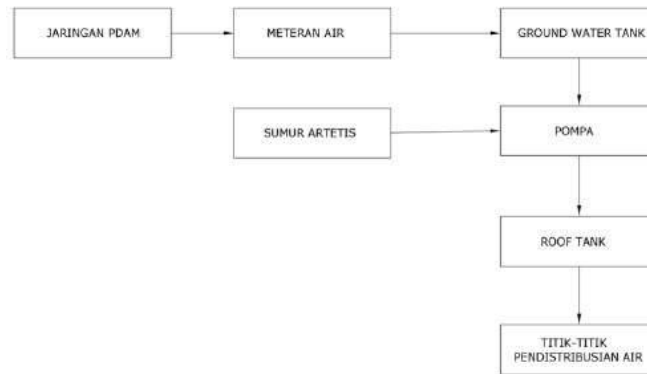 JARINGAN PDAM
METERAN AIR
GROUND WATER TANK
SUMUR ARTETIS
POMPA
ROOF TANK
TITIK-TITIK
PENDISTRIBUSIAN AIR